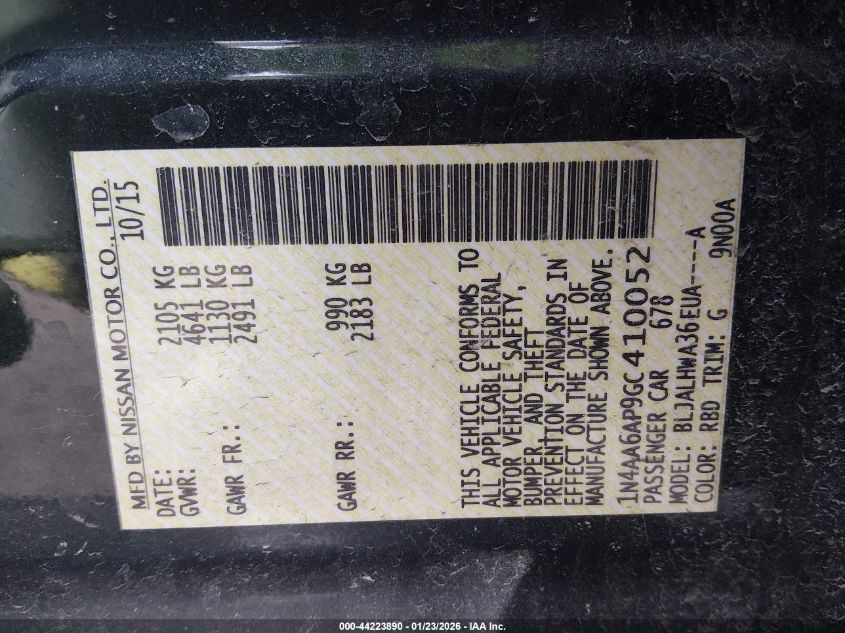 MFD BY NISSAN MOTOR CO., LTD.
DATE: 10/15
GVWR: 2105 KG
4641 LB
GAWR FR.: 1130 KG
2491 LB
GAWR RR.: 990 KG
2183 LB
THIS VEHICLE CONFORMS TO
ALL APPLICABLE FEDERAL
MOTOR VEHICLE SAFETY,
BUMPER, AND THEFT
PREVENTION STANDARDS IN
EFFECT ON THE DATE OF
MANUFACTURE SHOWN ABOVE.
1N4AA6AP9GC410052
PASSENGER CAR 678
MODEL: BLJALHWA36EUA----A
COLOR: RBD TRIM: G 9N00A
000-44223890 - 01/23/2026 - IAA Inc.